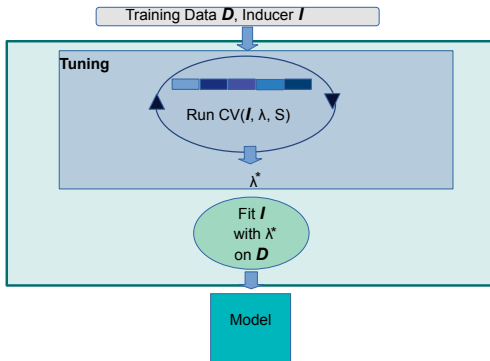 Training Data D, Inducer I
Tuning
Run CV(I, λ, S)
λ*
Fit I
with λ*
on D
Model